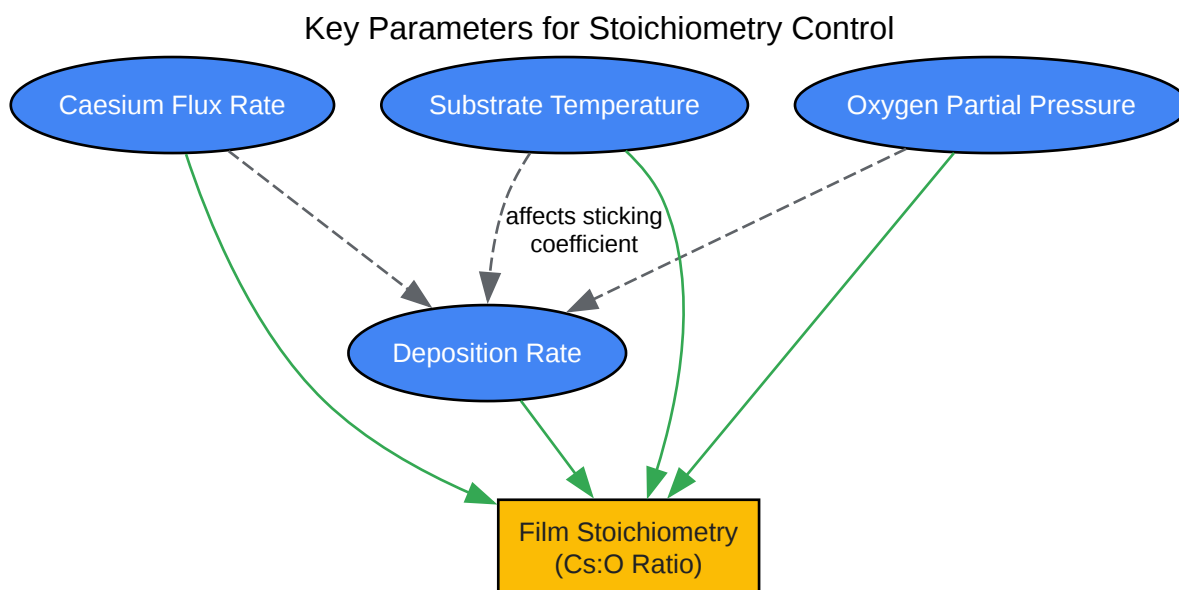 Key Parameters for Stoichiometry Control
Caesium Flux Rate
Substrate Temperature
Oxygen Partial Pressure
affects sticking
coefficient
Deposition Rate
Film Stoichiometry
(Cs:O Ratio)